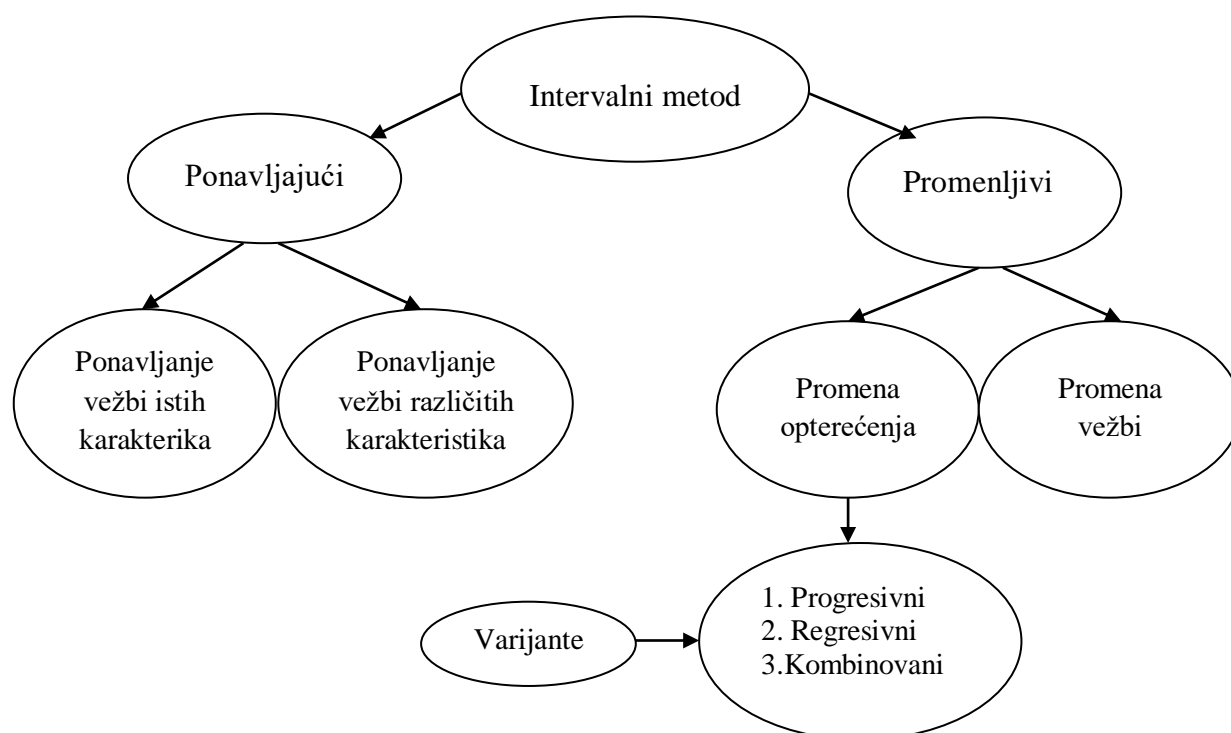 Intervalni metod
Ponavljajući
Promenljivi
Ponavljanje
vežbi istih
karakterika
Ponavljanje
vežbi različitih
karakteristika
Promena
opterećenja
Promena
vežbi
Varijante
1. Progresivni
2. Regresivni
3.Kombinovani